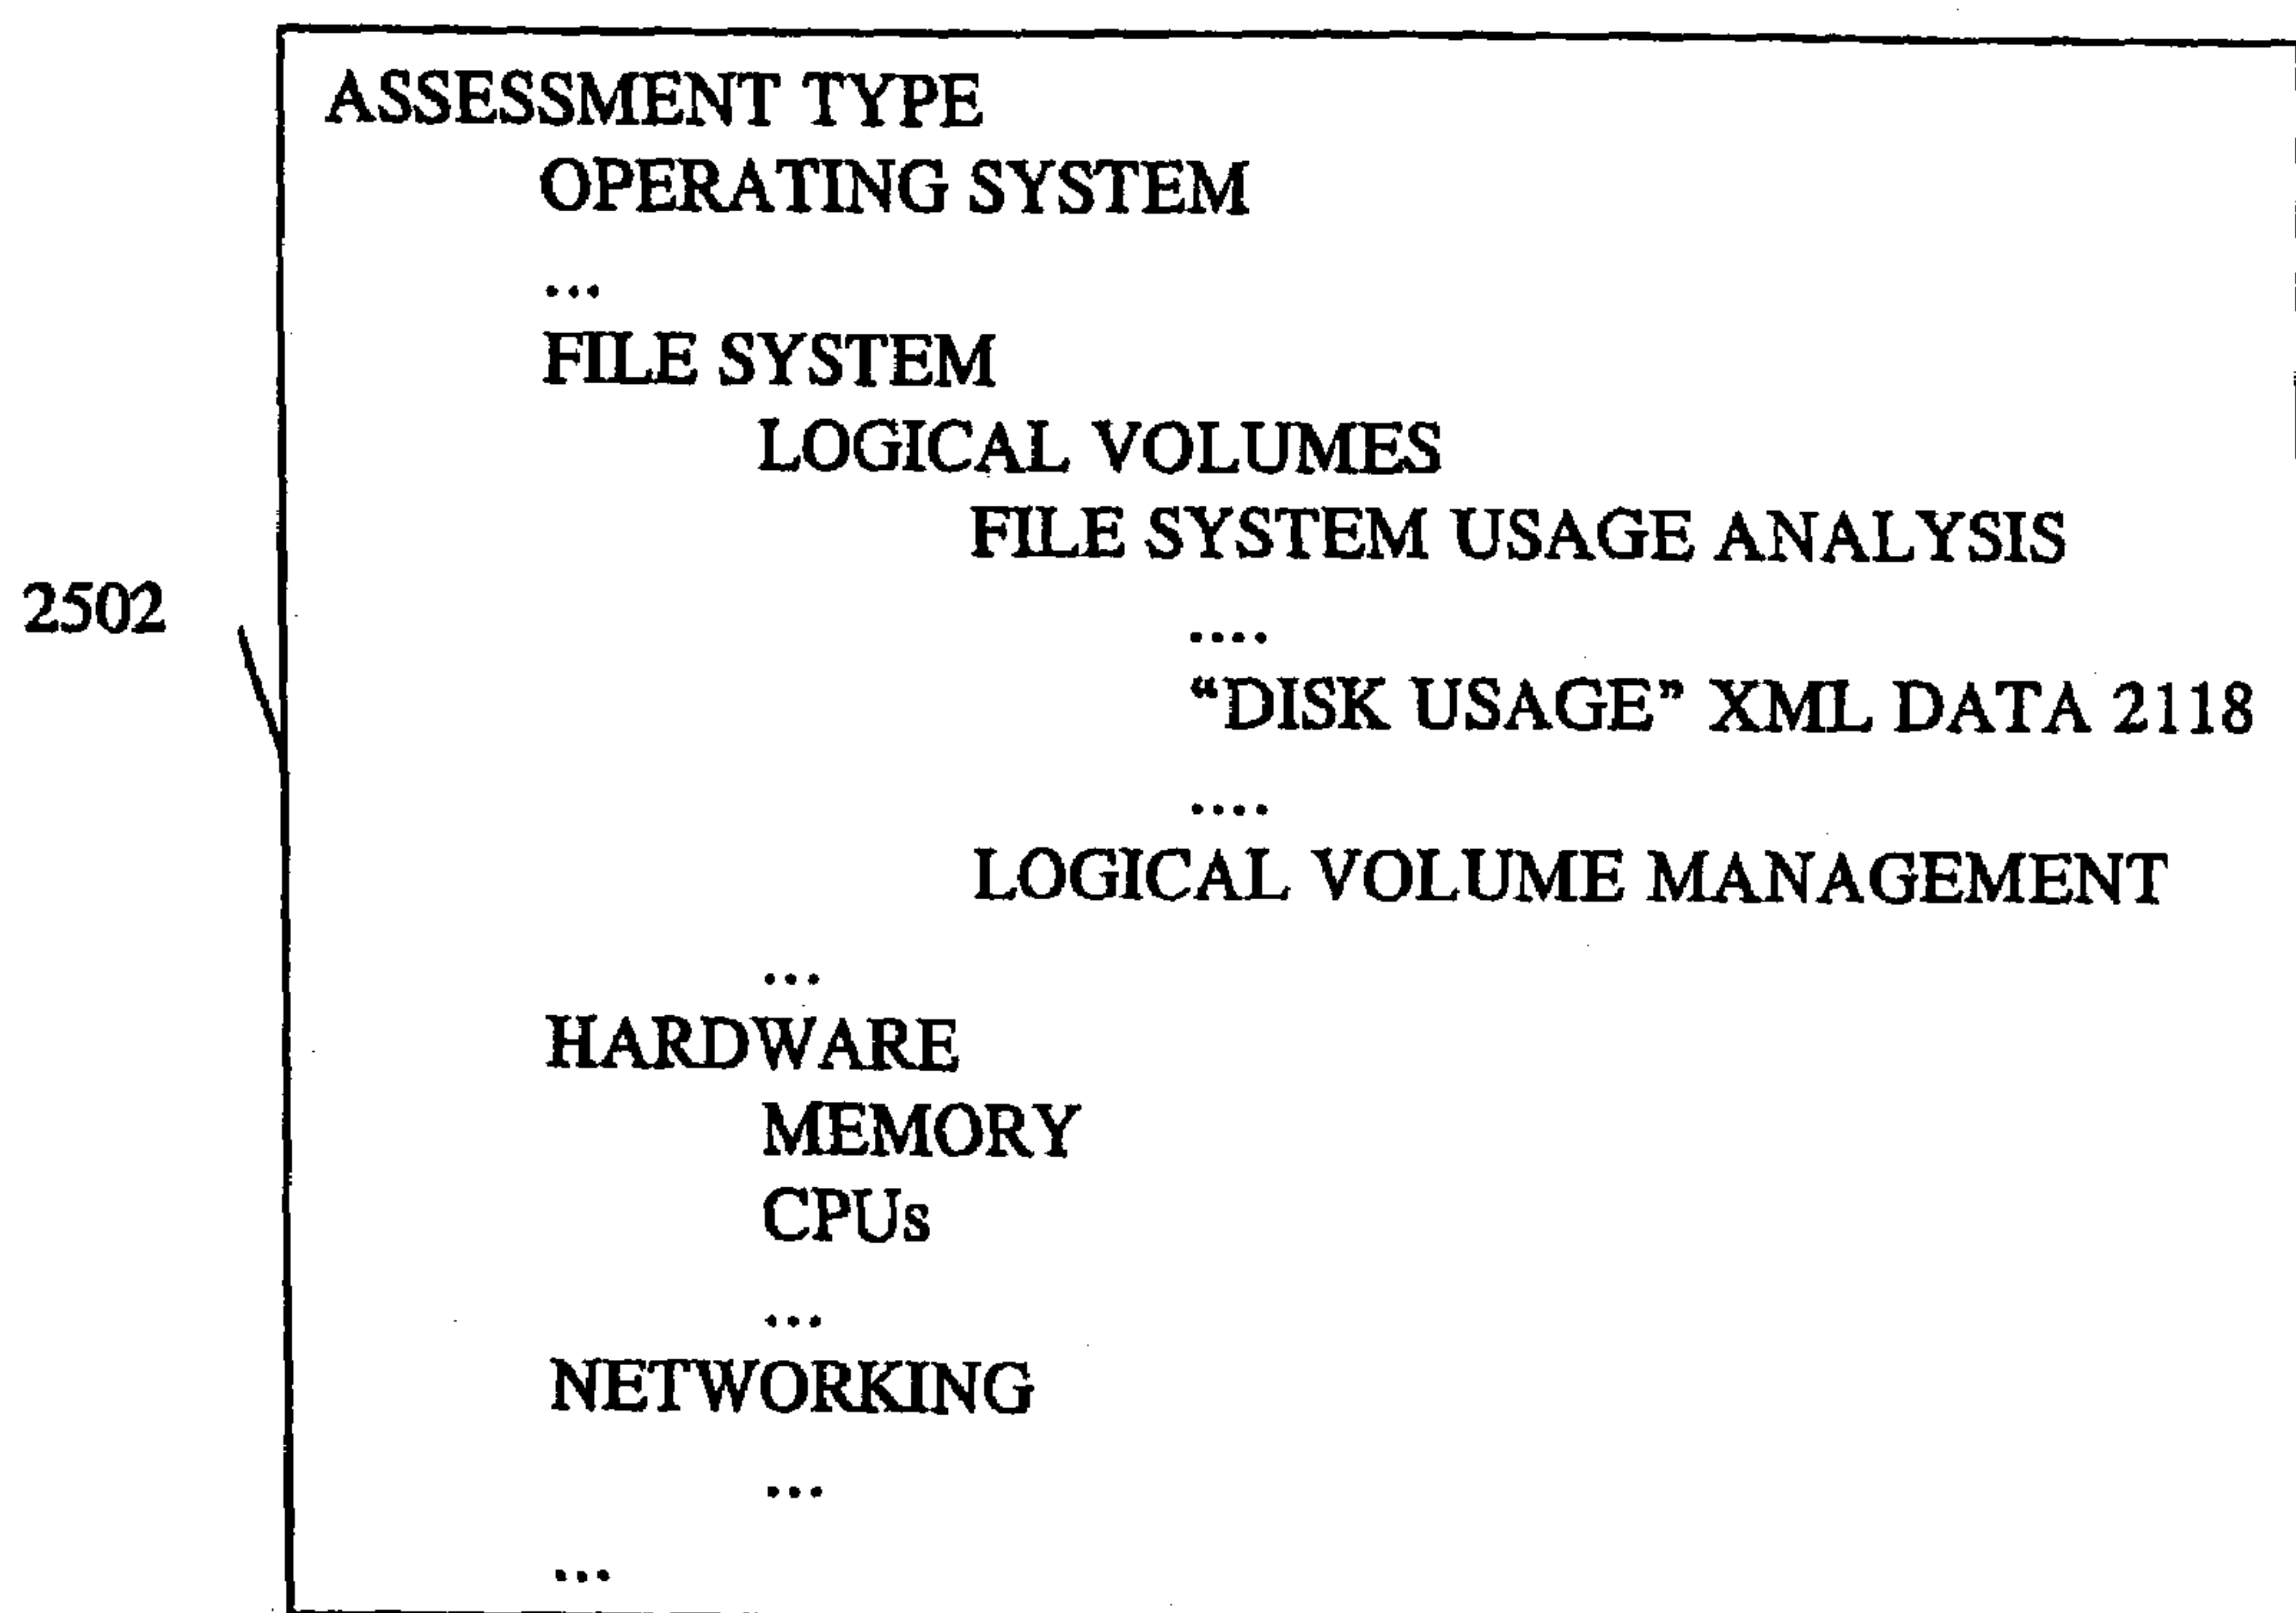 ASSESSMENT TYPE
OPERATING SYSTEM
...
FILE SYSTEM
LOGICAL VOLUMES
FILE SYSTEM USAGE ANALYSIS
2502
....
“DISK USAGE” XML DATA 2118
....
LOGICAL VOLUME MANAGEMENT
...
HARDWARE
MEMORY
CPUs
...
NETWORKING
...
...